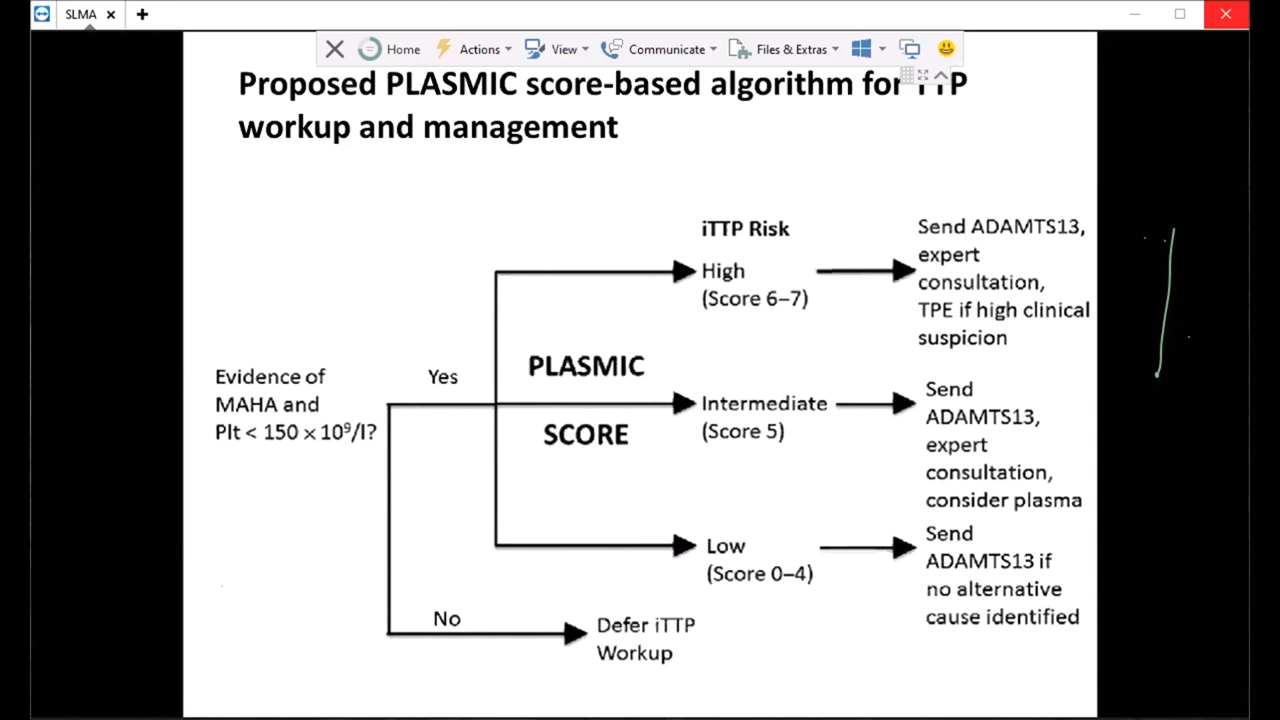 SLMA
Home Actions View Communicate Files & Extras
Proposed PLASMIC score-based algorithm for TTP
workup and management
iTTP Risk
High
(Score 6–7)
Send ADAMTS13,
expert
consultation,
TPE if high clinical
suspicion
Evidence of
MAHA and
Plt < 150 × 10⁹/l?
Yes
PLASMIC
SCORE
Intermediate
(Score 5)
Send
ADAMTS13,
expert
consultation,
consider plasma
Low
(Score 0–4)
Send
ADAMTS13 if
no alternative
cause identified
No
Defer iTTP
Workup